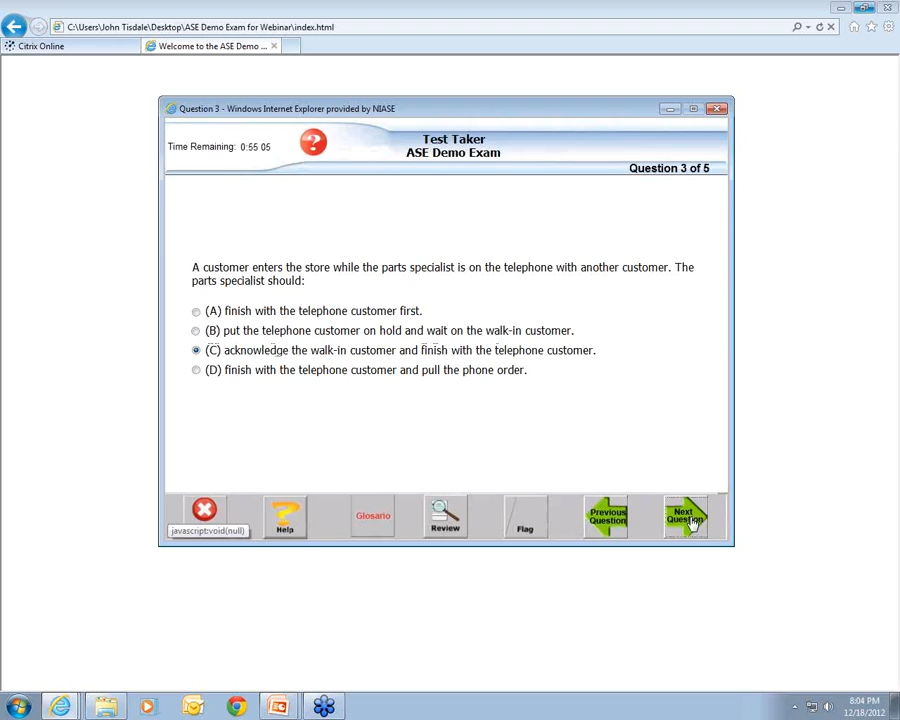 C:\Users\John Tisdale\Desktop\ASE Demo Exam for Webinar\index.html
Citrix Online
Welcome to the ASE Demo ...
Question 3 - Windows Internet Explorer provided by NIASE
Time Remaining: 0:55 05
?
Test Taker
ASE Demo Exam
Question 3 of 5
A customer enters the store while the parts specialist is on the telephone with another customer. The
parts specialist should:
(A) finish with the telephone customer first.
(B) put the telephone customer on hold and wait on the walk-in customer.
(C) acknowledge the walk-in customer and finish with the telephone customer.
(D) finish with the telephone customer and pull the phone order.
javascript:void(null)
?
Help
Glosario
Review
Flag
Previous
Question
Next
Question
8:04 PM
12/18/2012